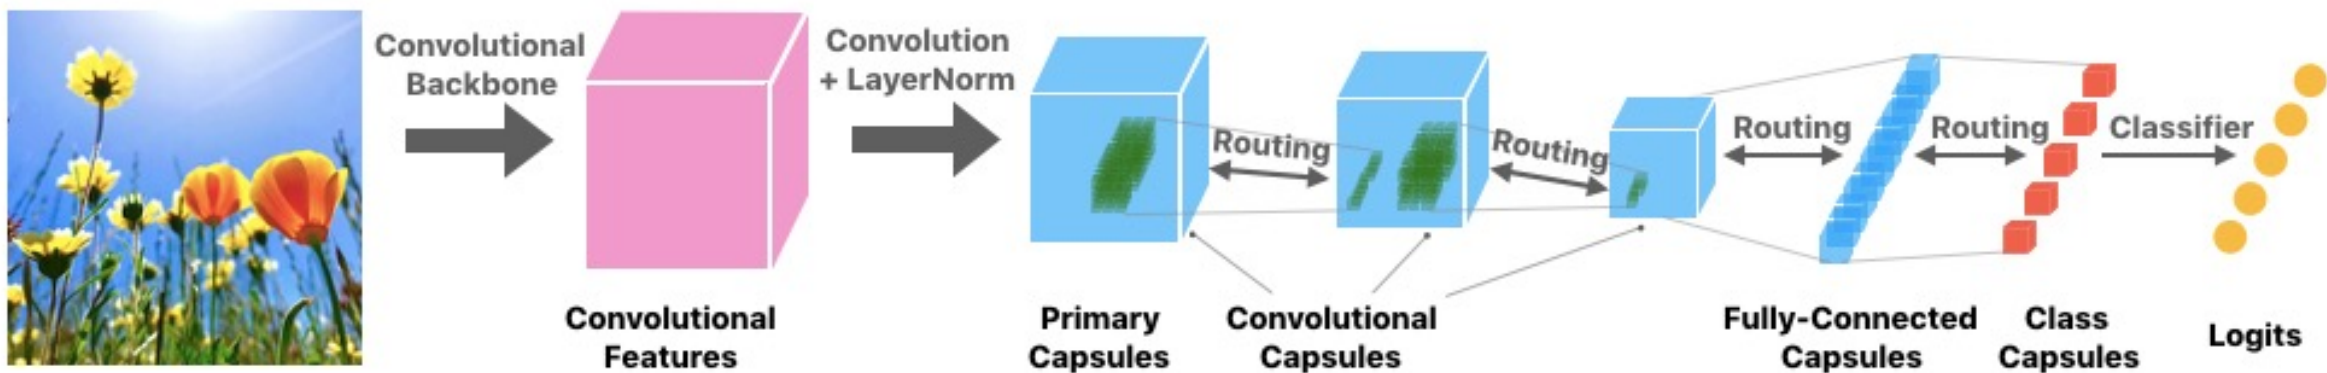 Convolutional
Backbone
Convolution
+ LayerNorm
Routing
Routing
Routing
Routing
Classifier
Convolutional
Features
Primary
Capsules
Convolutional
Capsules
Fully-Connected
Capsules
Class
Capsules
Logits